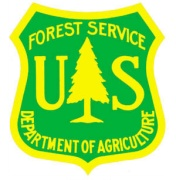 FOREST SERVICE
U S
DEPARTMENT OF AGRICULTURE